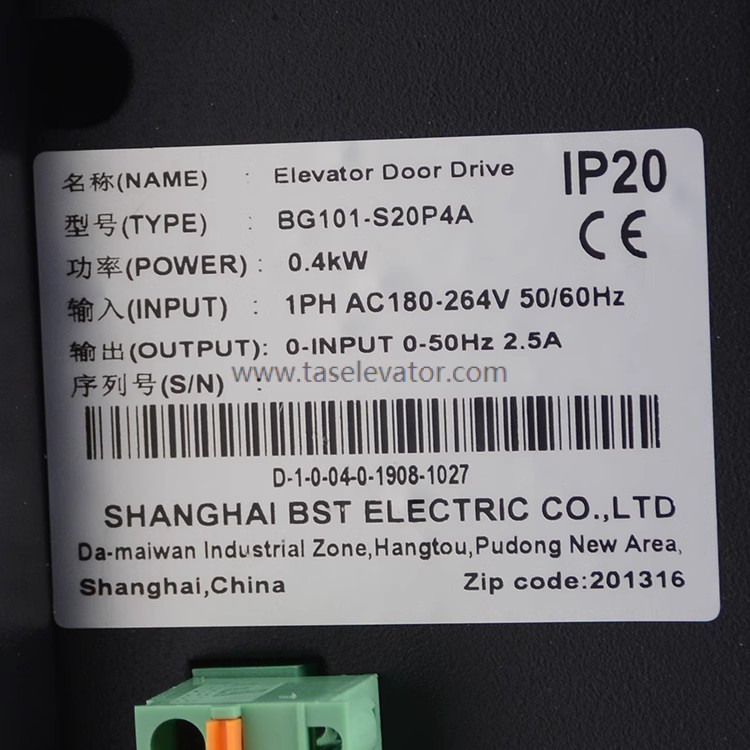 名称(NAME) : Elevator Door Drive IP20
型号(TYPE) : BG101-S20P4A CE
功率(POWER) : 0.4kW
输入(INPUT) : 1PH AC180-264V 50/60Hz
输出(OUTPUT): 0-INPUT 0-50Hz 2.5A
www.taselevator.com
序列号(S/N) :
D-1-0-04-0-1908-1027
SHANGHAI BST ELECTRIC CO.,LTD
Da-maiwan Industrial Zone,Hangtou,Pudong New Area,
Shanghai,China Zip code:201316